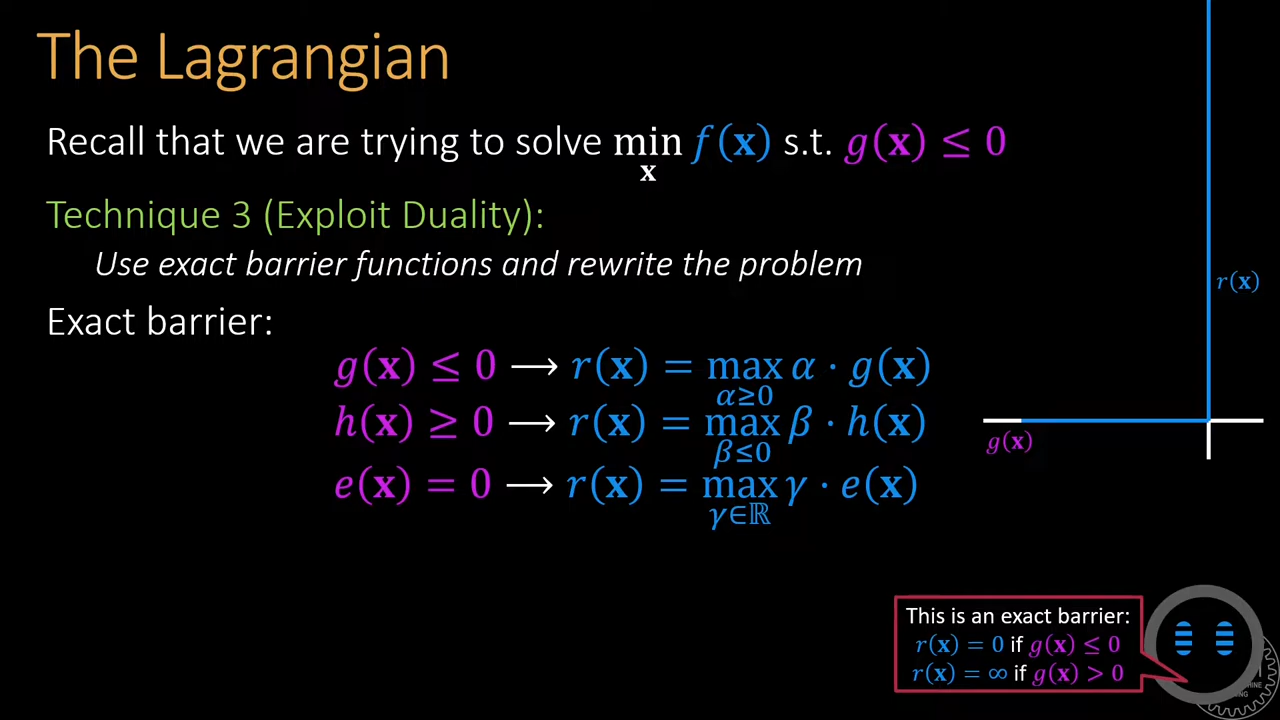 The Lagrangian
Recall that we are trying to solve min f(𝐱) s.t. g(𝐱) ≤ 0
𝐱
Technique 3 (Exploit Duality):
Use exact barrier functions and rewrite the problem
r(𝐱)
Exact barrier:
g(𝐱) ≤ 0 ⟶ r(𝐱) = max α · g(𝐱)
α≥0
h(𝐱) ≥ 0 ⟶ r(𝐱) = max β · h(𝐱)
β≤0
g(𝐱)
e(𝐱) = 0 ⟶ r(𝐱) = max γ · e(𝐱)
γ∈ℝ
This is an exact barrier:
r(𝐱) = 0 if g(𝐱) ≤ 0
r(𝐱) = ∞ if g(𝐱) > 0